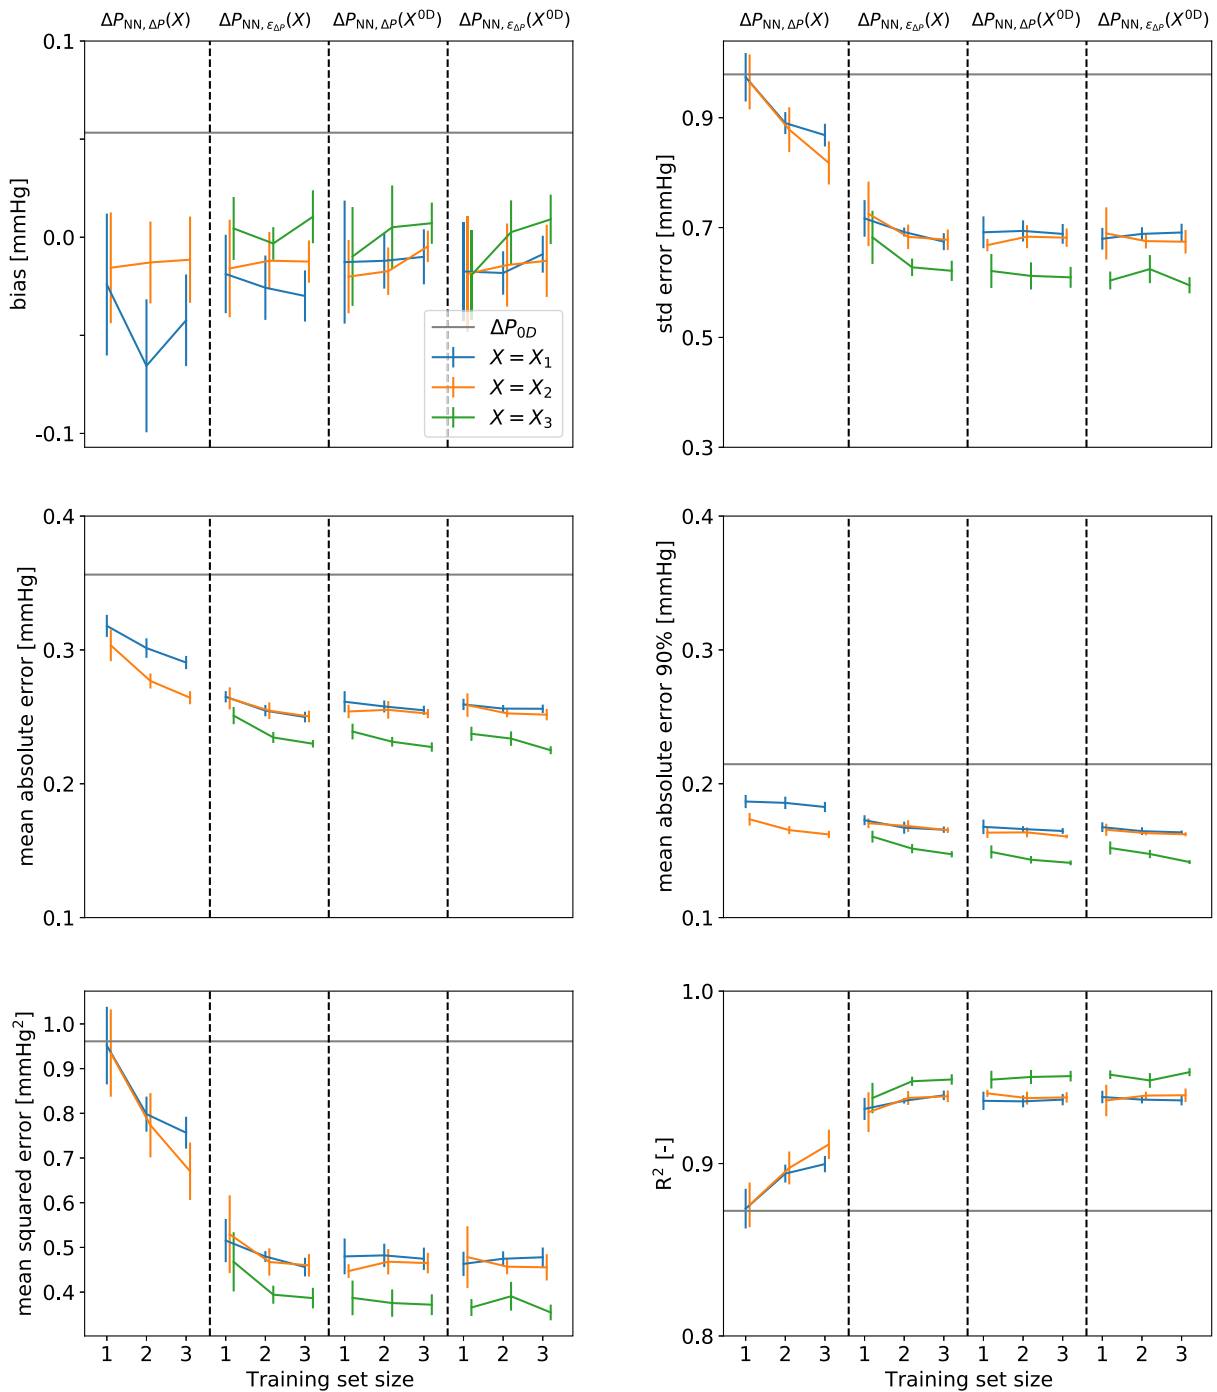 ΔP_NN, ΔP(X) ΔP_NN, ε_ΔP(X) ΔP_NN, ΔP(X^0D) ΔP_NN, ε_ΔP(X^0D)
0.1
0.0
-0.1
bias [mmHg]
ΔP_0D
X = X_1
X = X_2
X = X_3
ΔP_NN, ΔP(X) ΔP_NN, ε_ΔP(X) ΔP_NN, ΔP(X^0D) ΔP_NN, ε_ΔP(X^0D)
0.9
0.7
0.5
0.3
std error [mmHg]
0.4
0.3
0.2
0.1
mean absolute error [mmHg]
0.4
0.3
0.2
0.1
mean absolute error 90% [mmHg]
1.0
0.9
0.8
0.7
0.6
0.5
0.4
mean squared error [mmHg²]
1 2 3 1 2 3 1 2 3 1 2 3
Training set size
1.0
0.9
0.8
R² [-]
1 2 3 1 2 3 1 2 3 1 2 3
Training set size